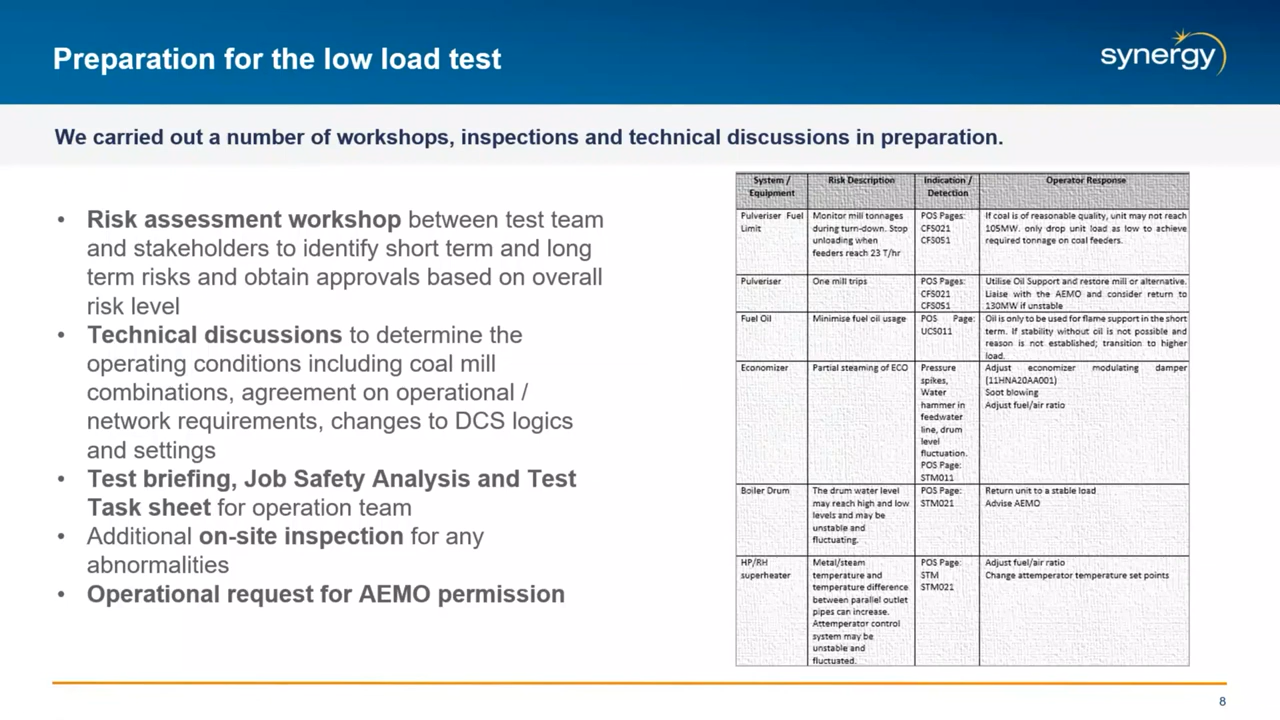 Preparation for the low load test
synergy
We carried out a number of workshops, inspections and technical discussions in preparation.
• Risk assessment workshop between test team
and stakeholders to identify short term and long
term risks and obtain approvals based on overall
risk level
• Technical discussions to determine the
operating conditions including coal mill
combinations, agreement on operational /
network requirements, changes to DCS logics
and settings
• Test briefing, Job Safety Analysis and Test
Task sheet for operation team
• Additional on-site inspection for any
abnormalities
• Operational request for AEMO permission
System /
Equipment
Risk Description
Indication /
Detection
Operator Response
Pulveriser Fuel
Limit
Monitor mill tonnages
during turn-down. Stop
unloading when
feeders reach 23 T/hr
POS Pages:
CFS021
CFS051
If coal is of reasonable quality, unit may not reach
105MW. only drop unit load as low to achieve
required tonnage on coal feeders.
Pulveriser
One mill trips
POS Pages:
CFS021
CFS051
Utilise Oil Support and restore mill or alternative.
Liaise with the AEMO and consider return to
130MW if unstable
Fuel Oil
Minimise fuel oil usage
POS Page:
UCS011
Oil is only to be used for flame support in the short
term. If stability without oil is not possible and
reason is not established; transition to higher
load.
Economizer
Partial steaming of ECO
Pressure
spikes,
Water
hammer in
feedwater
line, drum
level
fluctuation.
POS Page:
STM011
Adjust economizer modulating damper
(11HNA20AA001)
Soot blowing
Adjust fuel/air ratio
Boiler Drum
The drum water level
may reach high and low
levels and may be
unstable and
fluctuating.
POS Page:
STM021
Return unit to a stable load
Advise AEMO
HP/RH
superheater
Metal/steam
temperature and
temperature difference
between parallel outlet
pipes can increase.
Attemperator control
system may be
unstable and
fluctuated.
POS Page:
STM
STM021
Adjust fuel/air ratio
Change attemperator temperature set points
8